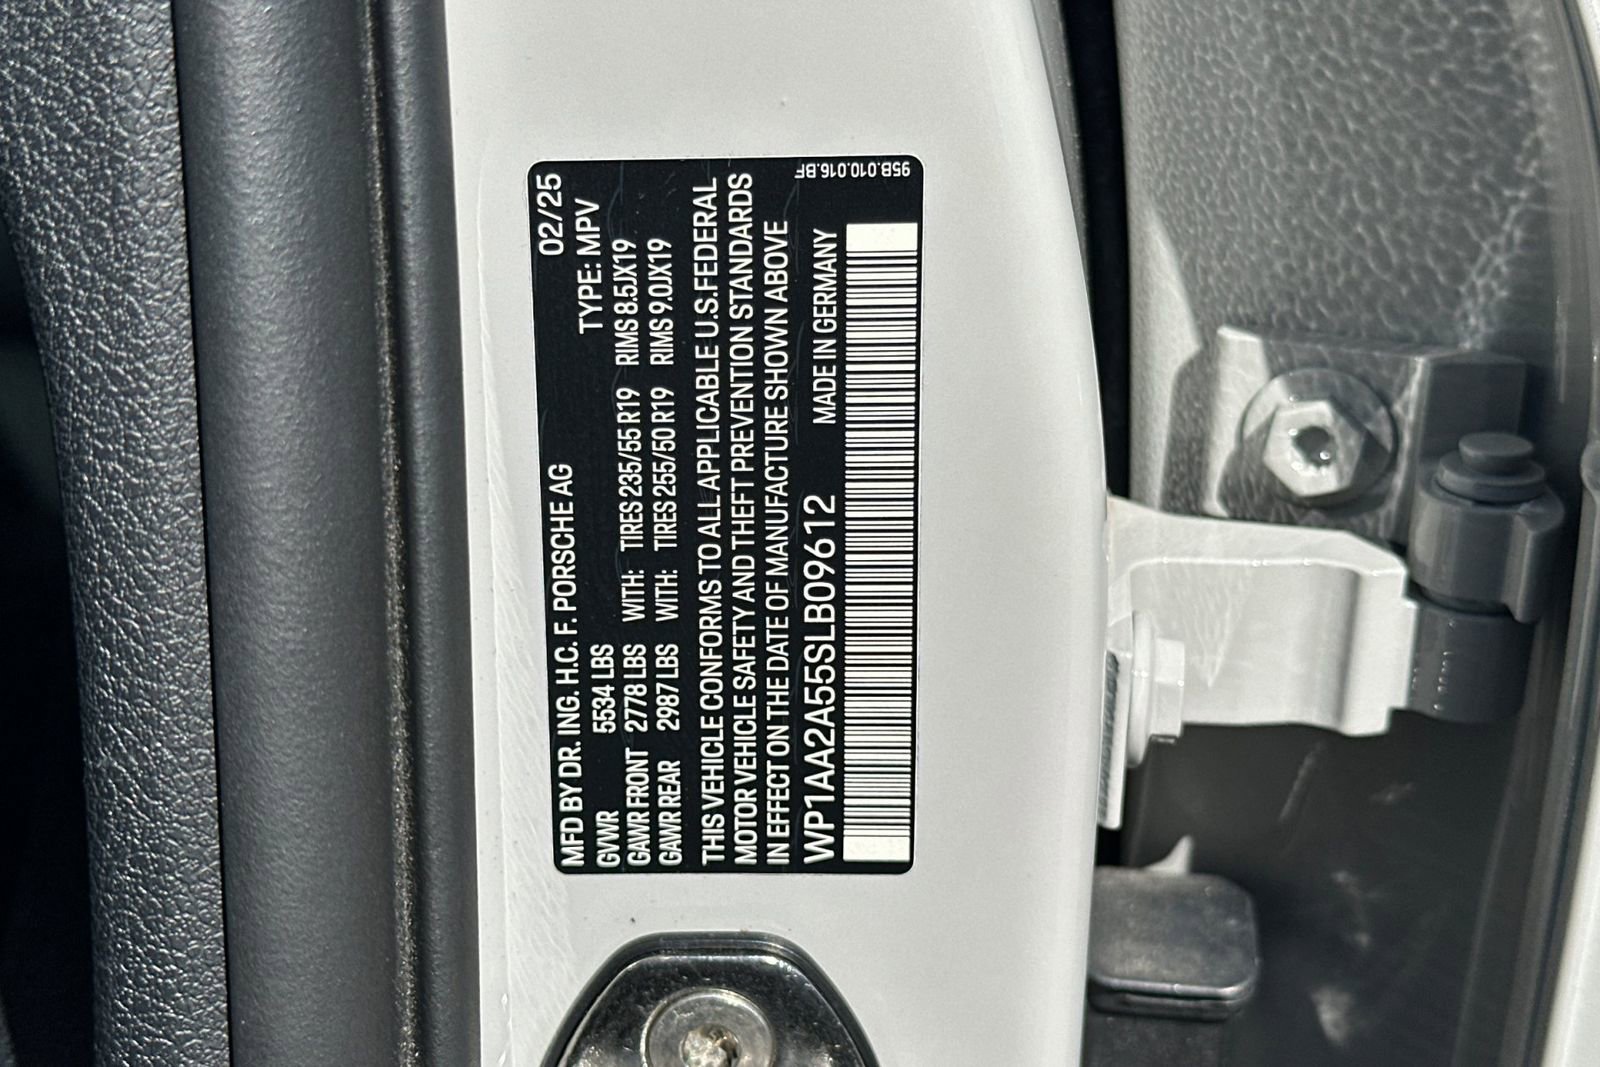 95B.010.016.BF
02/25
MFD BY DR. ING. H.C. F. PORSCHE AG
TYPE: MPV
GVWR 5534 LBS
GAWR FRONT 2778 LBS WITH: TIRES 235/55 R19 RIMS 8.5JX19
GAWR REAR 2987 LBS WITH: TIRES 255/50 R19 RIMS 9.0JX19
THIS VEHICLE CONFORMS TO ALL APPLICABLE U.S.FEDERAL
MOTOR VEHICLE SAFETY AND THEFT PREVENTION STANDARDS
IN EFFECT ON THE DATE OF MANUFACTURE SHOWN ABOVE
WP1AA2A55SLB09612 MADE IN GERMANY